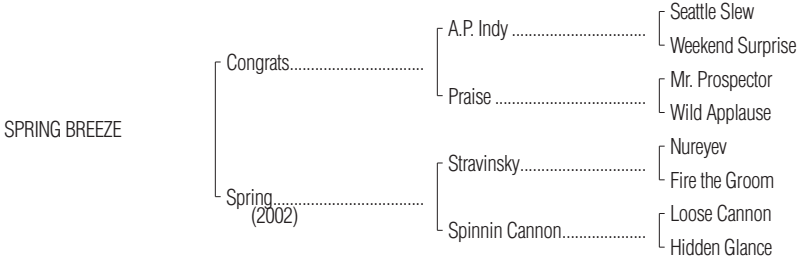 Seattle Slew
A.P. Indy ...............................
Weekend Surprise
Congrats...............................
Mr. Prospector
Praise ...................................
Wild Applause
SPRING BREEZE
Nureyev
Stravinsky.............................
Fire the Groom
Spring...................................
(2002)
Loose Cannon
Spinnin Cannon....................
Hidden Glance